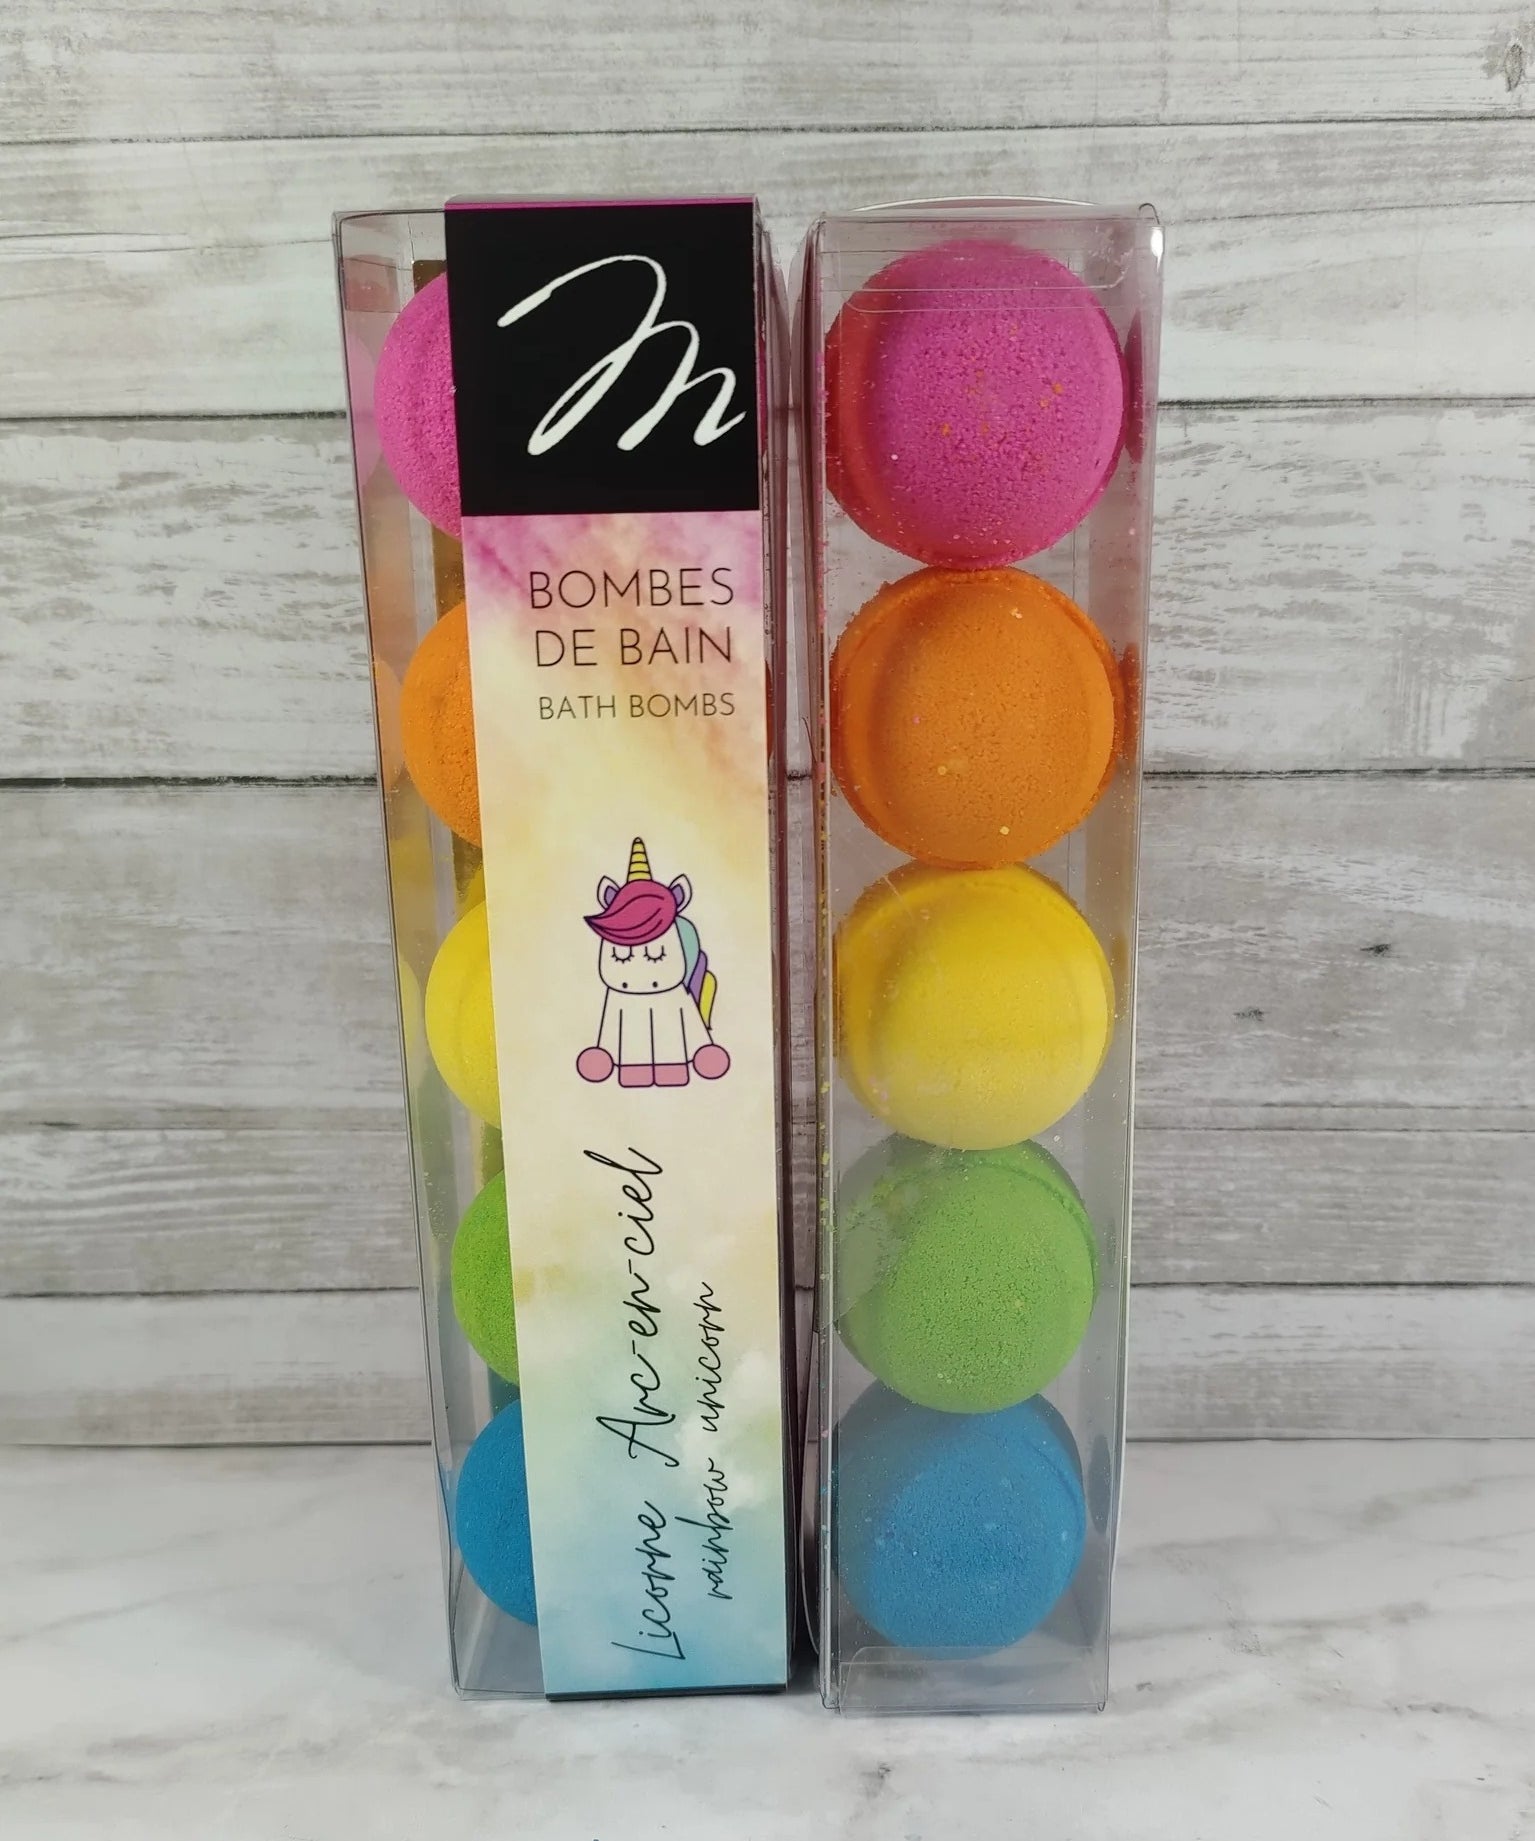 M
BOMBES
DE BAIN
BATH BOMBS
Licorne Arc-en-ciel
rainbow unicorn